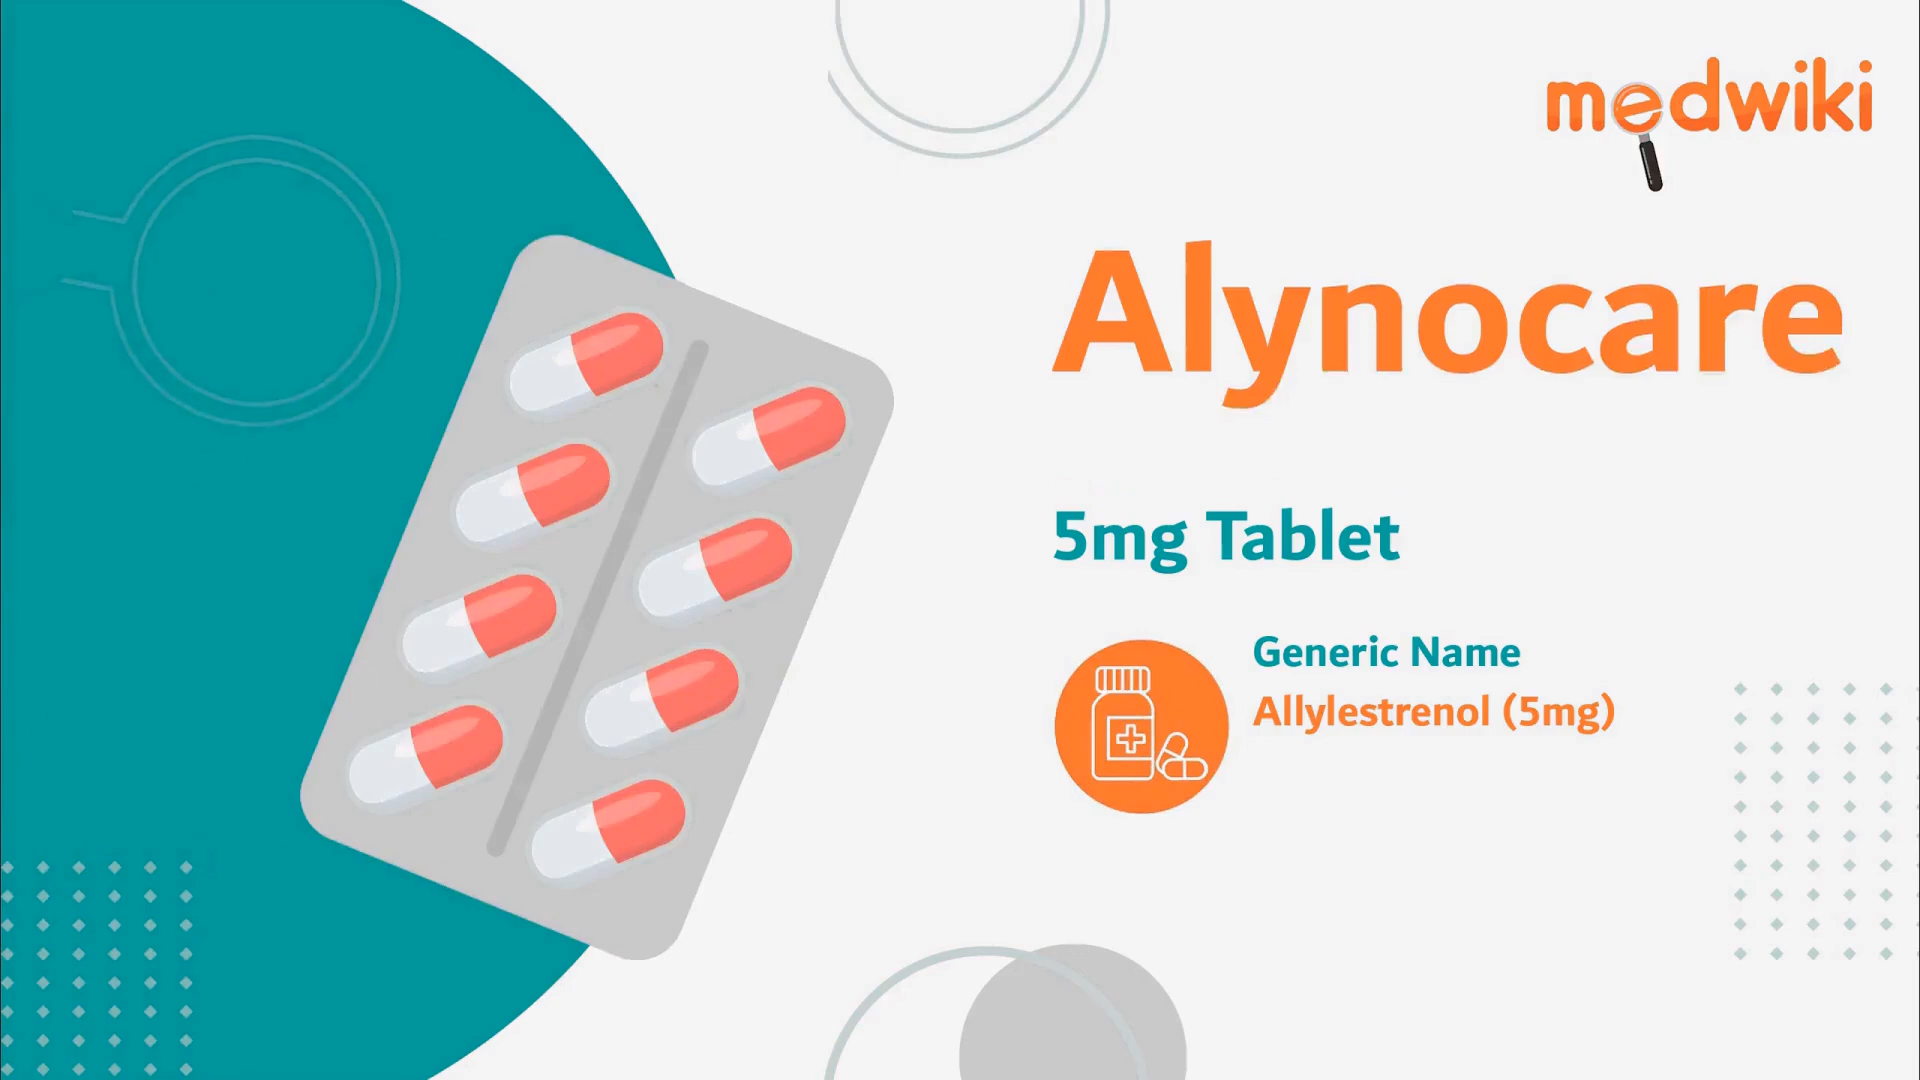 medwiki
Alynocare
5mg Tablet
Generic Name
Allylestrenol (5mg)